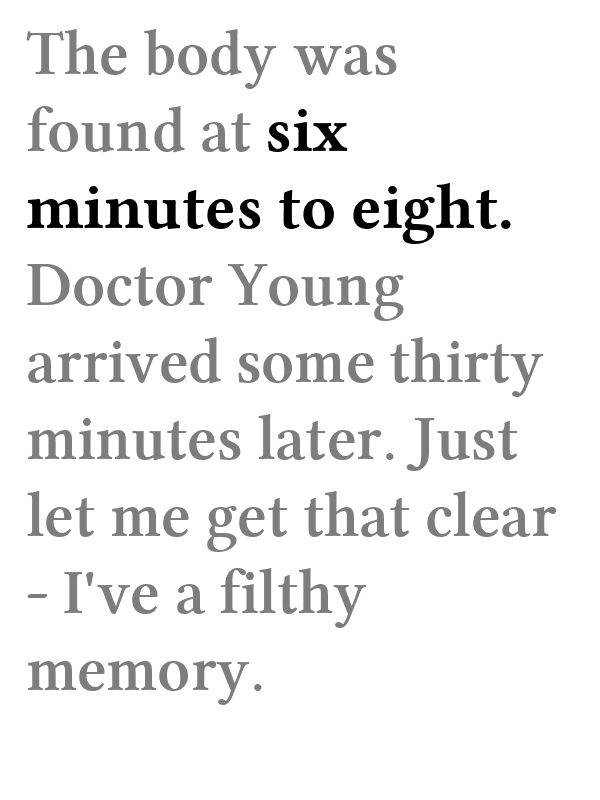 The body was
found at six
minutes to eight.
Doctor Young
arrived some thirty
minutes later. Just
let me get that clear
- I've a filthy
memory.